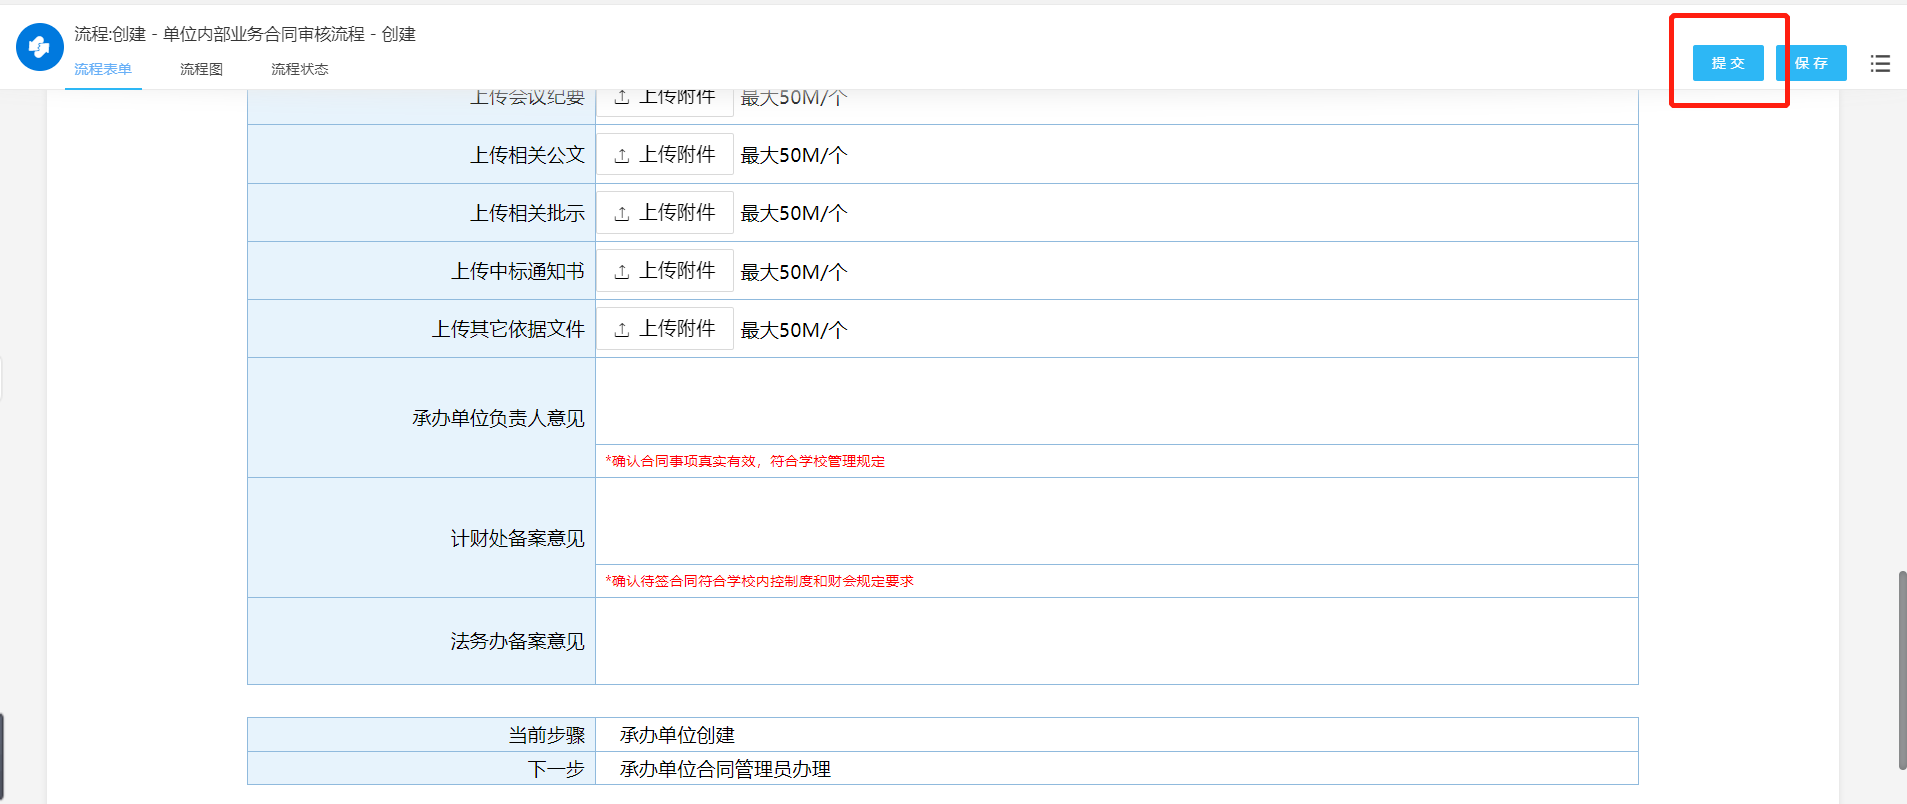 流程:创建 - 单位内部业务合同审核流程 - 创建
流程表单 流程图 流程状态
提交 保存
上传会议纪要 上传附件 最大50M/个
上传相关公文 上传附件 最大50M/个
上传相关批示 上传附件 最大50M/个
上传中标通知书 上传附件 最大50M/个
上传其它依据文件 上传附件 最大50M/个
承办单位负责人意见
*确认合同事项真实有效，符合学校管理规定
计财处备案意见
*确认待签合同符合学校内控制度和财会规定要求
法务办备案意见
当前步骤 承办单位创建
下一步 承办单位合同管理员办理